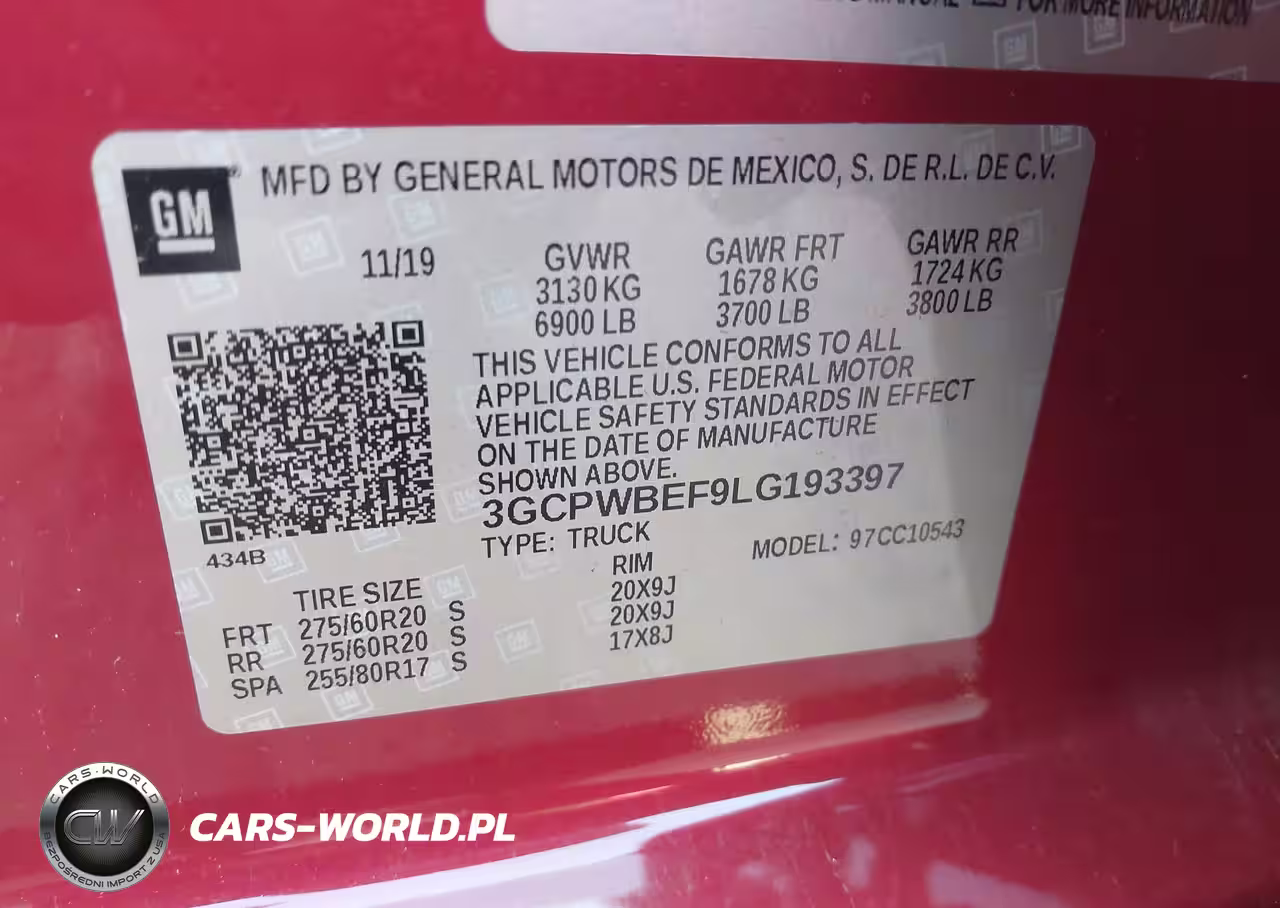 FOR MORE INFORMATION
GM
MFD BY GENERAL MOTORS DE MEXICO, S. DE R.L. DE C.V.
11/19
GVWR GAWR FRT GAWR RR
3130 KG 1678 KG 1724 KG
6900 LB 3700 LB 3800 LB
THIS VEHICLE CONFORMS TO ALL
APPLICABLE U.S. FEDERAL MOTOR
VEHICLE SAFETY STANDARDS IN EFFECT
ON THE DATE OF MANUFACTURE
SHOWN ABOVE.
3GCPWBEF9LG193397
TYPE: TRUCK MODEL: 97CC10543
434B
TIRE SIZE RIM
FRT 275/60R20 S 20X9J
RR 275/60R20 S 20X9J
SPA 255/80R17 S 17X8J
CARS-WORLD
CW
BEZPOŚREDNI IMPORT Z USA
CARS-WORLD.PL